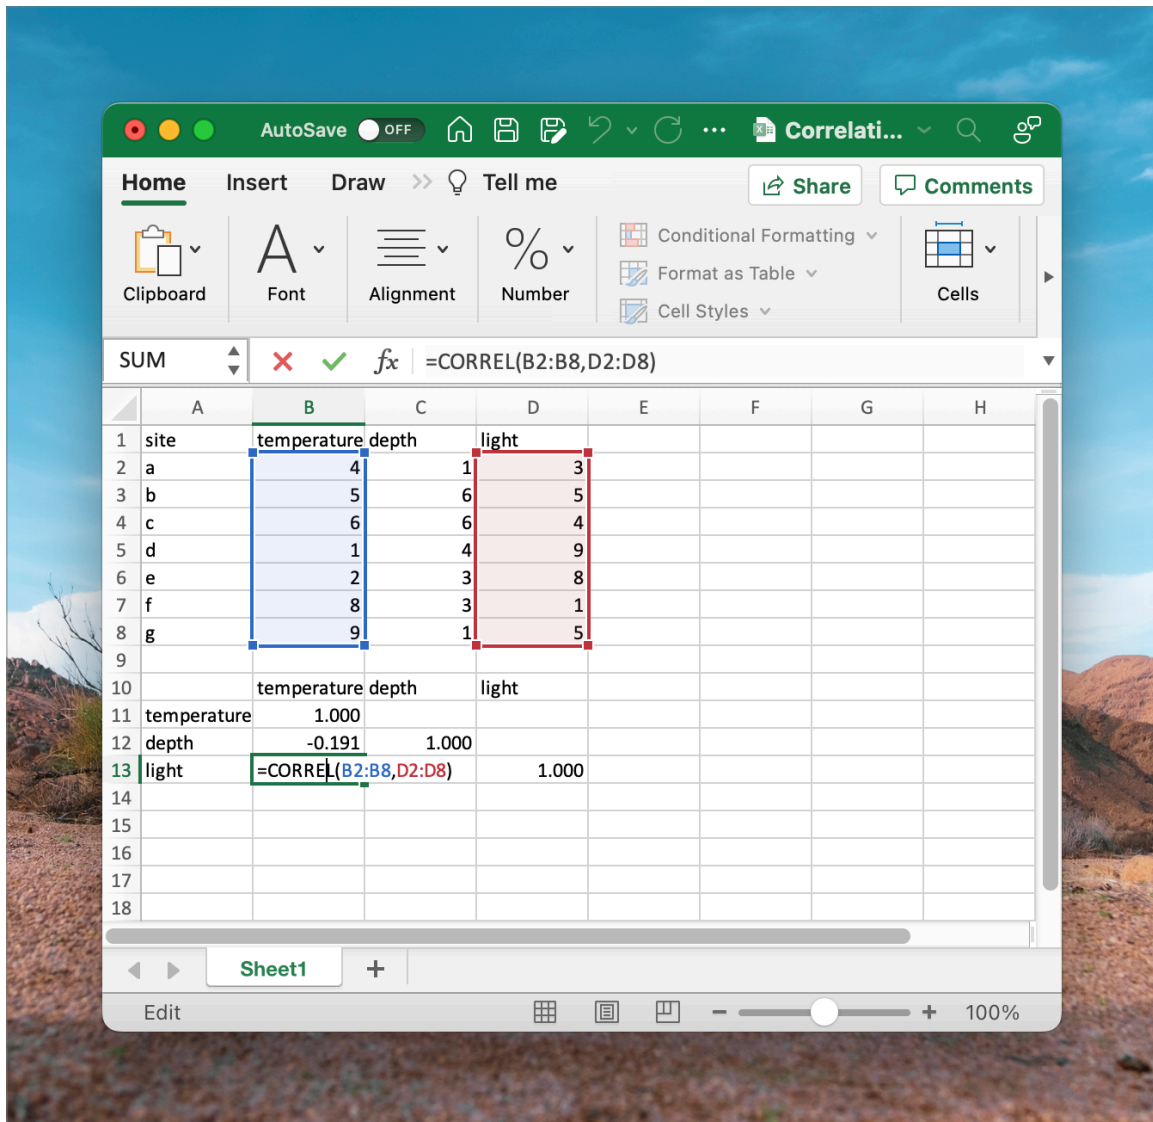 AutoSave OFF Correlati...
Home Insert Draw Tell me Share Comments
Clipboard Font Alignment Number Conditional Formatting Format as Table Cell Styles Cells
SUM fx =CORREL(B2:B8,D2:D8)
A B C D E F G H
1 site temperature depth light
2 a 4 1 3
3 b 5 6 5
4 c 6 6 4
5 d 1 4 9
6 e 2 3 8
7 f 8 3 1
8 g 9 1 5
9
10 temperature depth light
11 temperature 1.000
12 depth -0.191 1.000
13 light =CORREL(B2:B8,D2:D8) 1.000
14
15
16
17
18
Sheet1 +
Edit 100%